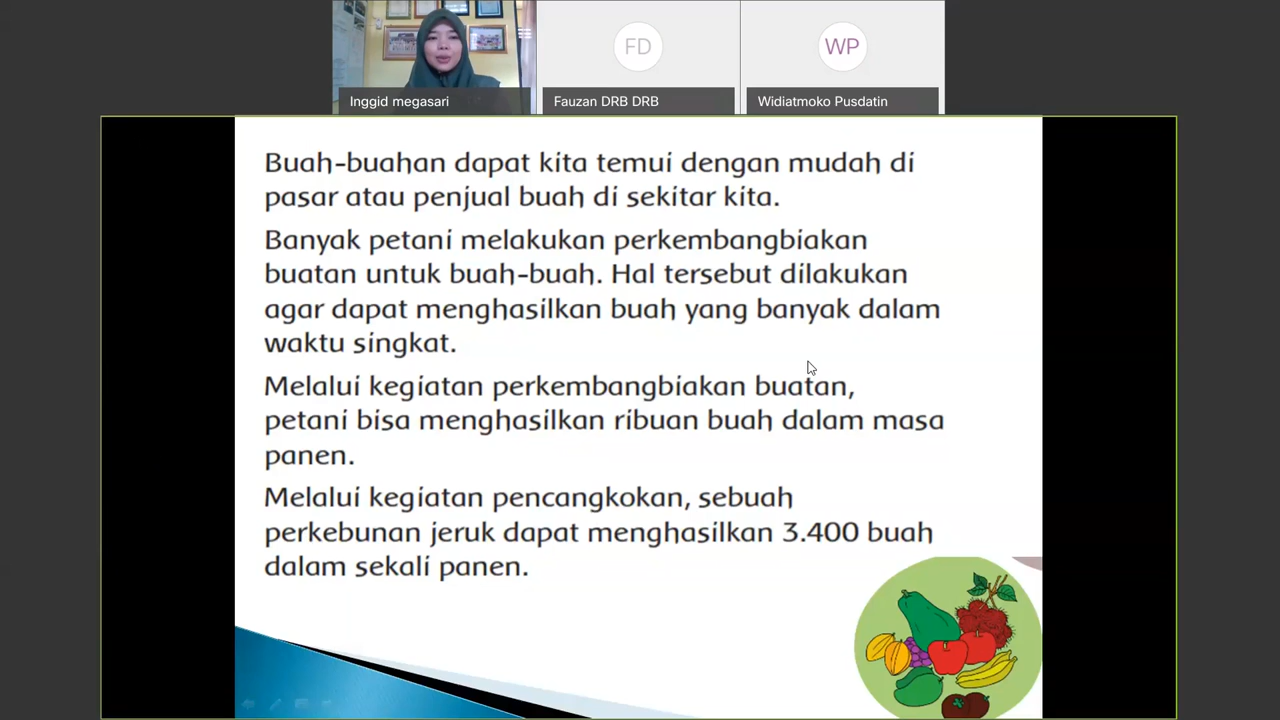 FD
WP
Inggid megasari
Fauzan DRB DRB
Widiatmoko Pusdatin
Buah-buahan dapat kita temui dengan mudah di
pasar atau penjual buah di sekitar kita.
Banyak petani melakukan perkembangbiakan
buatan untuk buah-buah. Hal tersebut dilakukan
agar dapat menghasilkan buah yang banyak dalam
waktu singkat.
Melalui kegiatan perkembangbiakan buatan,
petani bisa menghasilkan ribuan buah dalam masa
panen.
Melalui kegiatan pencangkokan, sebuah
perkebunan jeruk dapat menghasilkan 3.400 buah
dalam sekali panen.